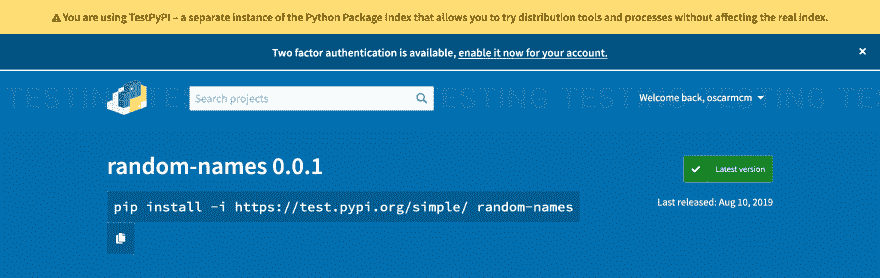 You are using TestPyPI – a separate instance of the Python Package Index that allows you to try distribution tools and processes without affecting the real index.
Two factor authentication is available, enable it now for your account.
TESTING TESTING TESTING TESTING TE
Search projects
Welcome back, oscarmcm
random-names 0.0.1
Latest version
pip install -i https://test.pypi.org/simple/ random-names
Last released: Aug 10, 2019